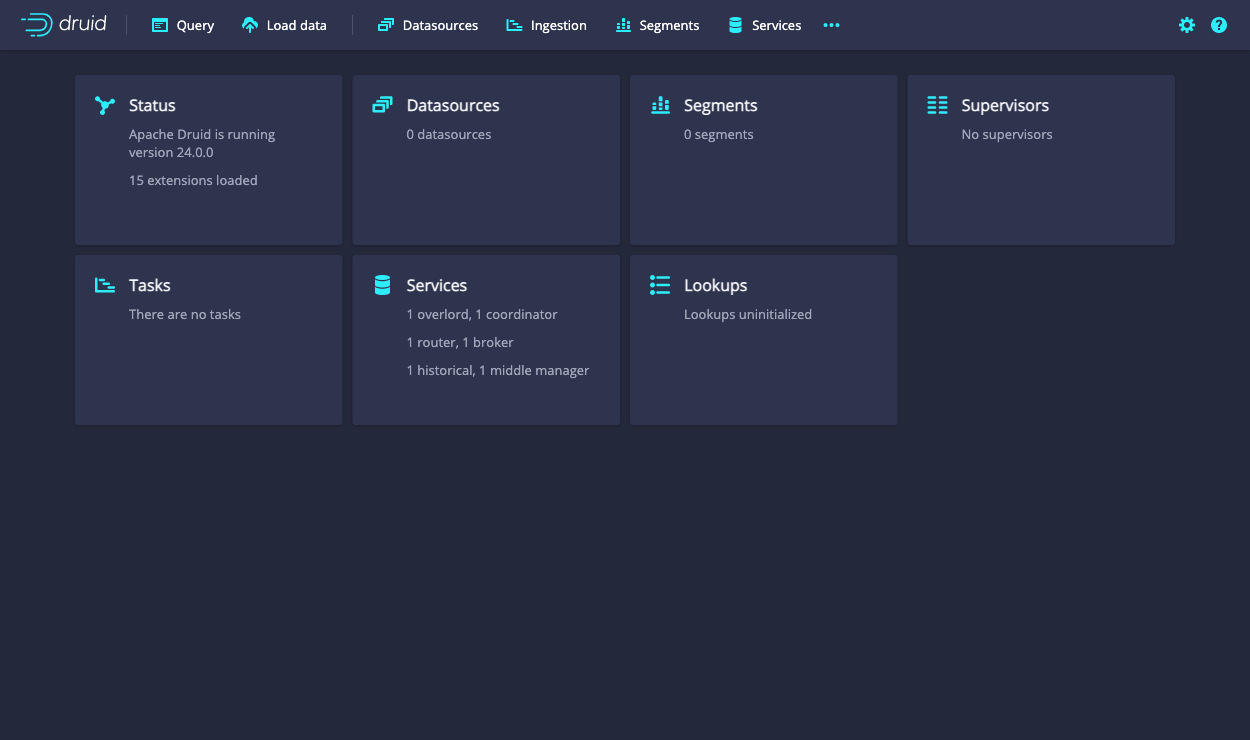 druid Query Load data Datasources Ingestion Segments Services
Status
Apache Druid is running
version 24.0.0
15 extensions loaded
Datasources
0 datasources
Segments
0 segments
Supervisors
No supervisors
Tasks
There are no tasks
Services
1 overlord, 1 coordinator
1 router, 1 broker
1 historical, 1 middle manager
Lookups
Lookups uninitialized